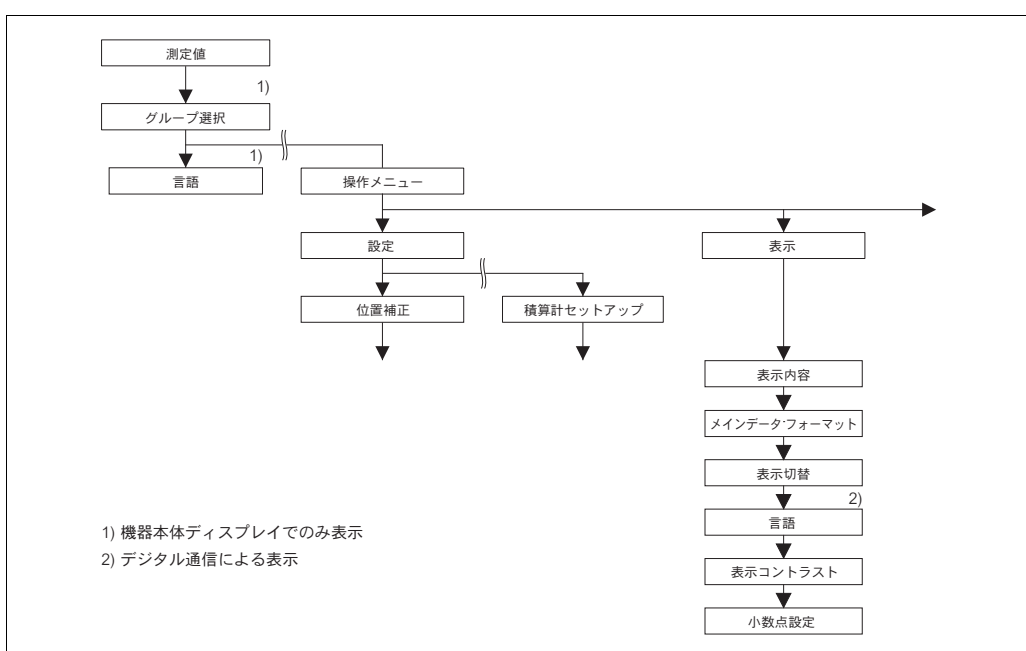 測定値
1)
グループ選択
1)
言語
操作メニュー
設定
表示
位置補正
積算計セットアップ
表示内容
メインデータ・フォーマット
表示切替
2)
言語
表示コントラスト
小数点設定
1) 機器本体ディスプレイでのみ表示
2) デジタル通信による表示